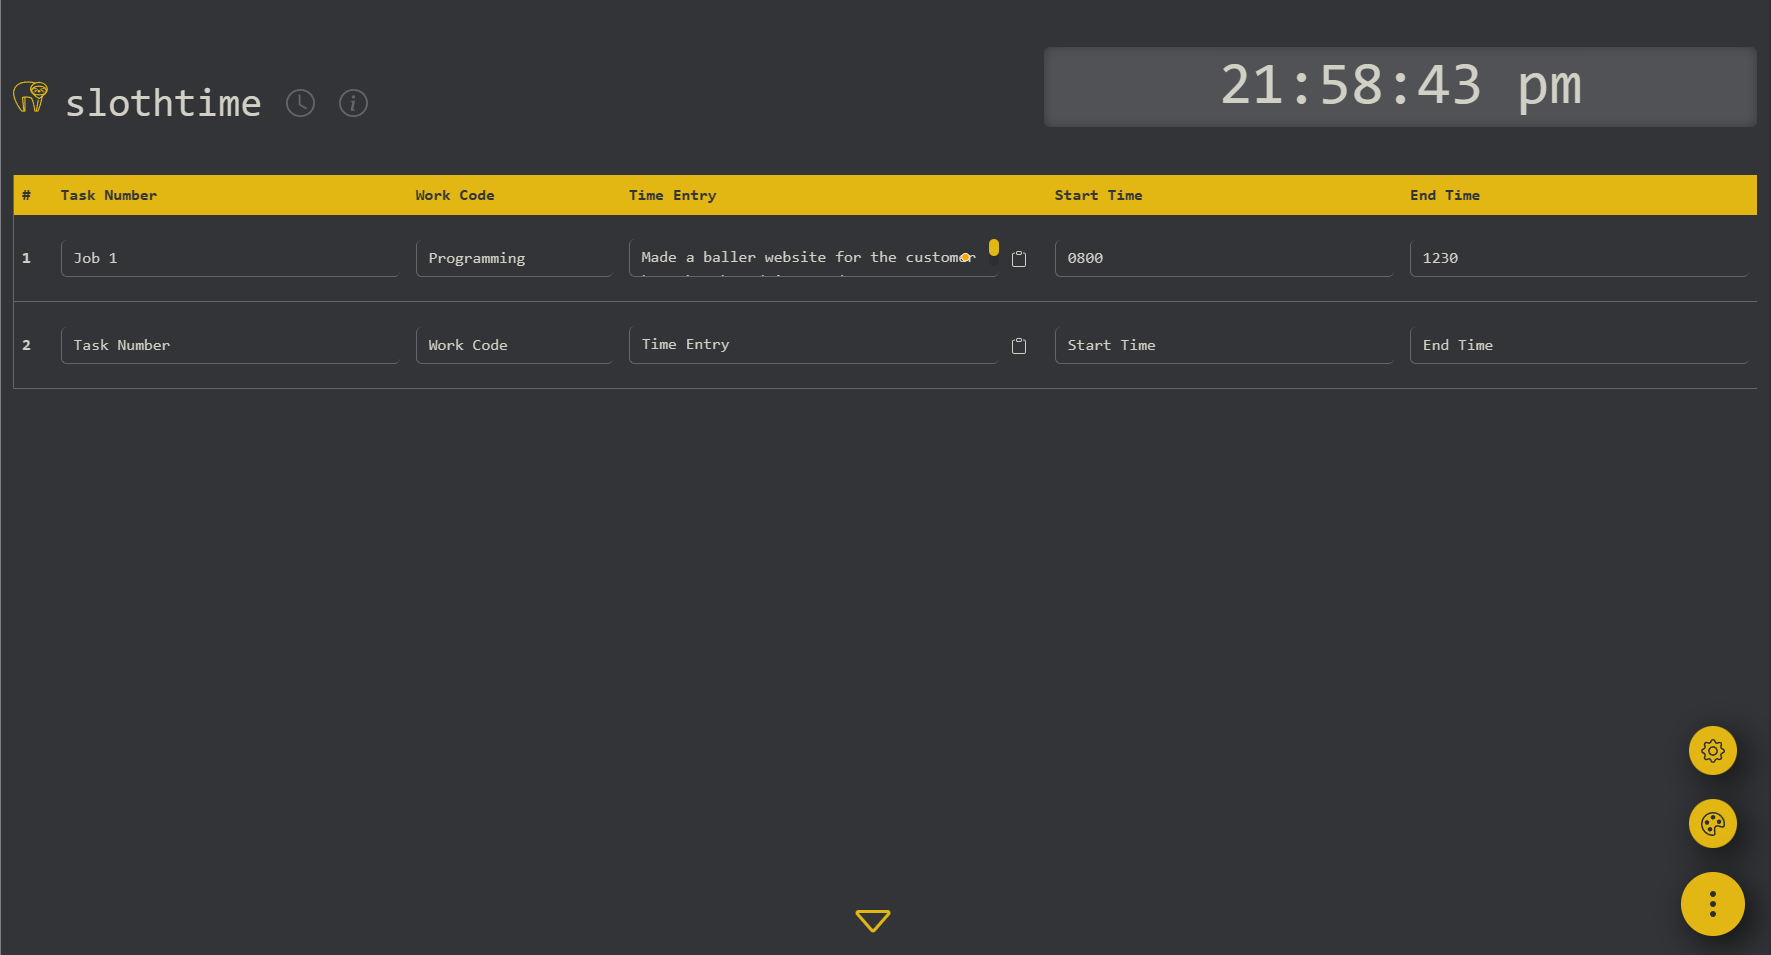 slothtime
21:58:43 pm
# Task Number Work Code Time Entry Start Time End Time
1 Job 1 Programming Made a baller website for the customer 0800 1230
2 Task Number Work Code Time Entry Start Time End Time